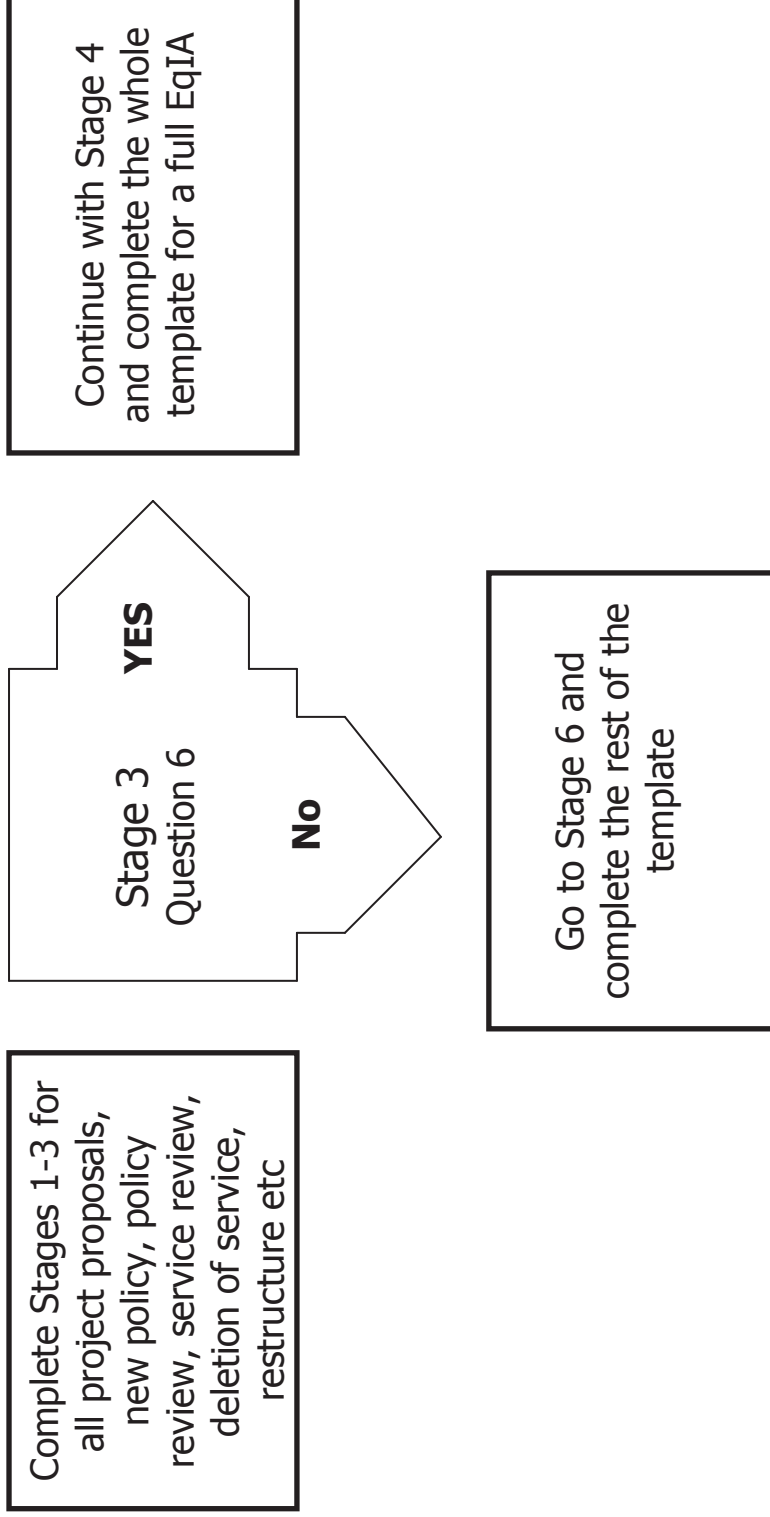 Complete Stages 1-3 for
all project proposals,
new policy, policy
review, service review,
deletion of service,
restructure etc
Stage 3
Question 6
YES
No
Continue with Stage 4
and complete the whole
template for a full EqIA
Go to Stage 6 and
complete the rest of the
template